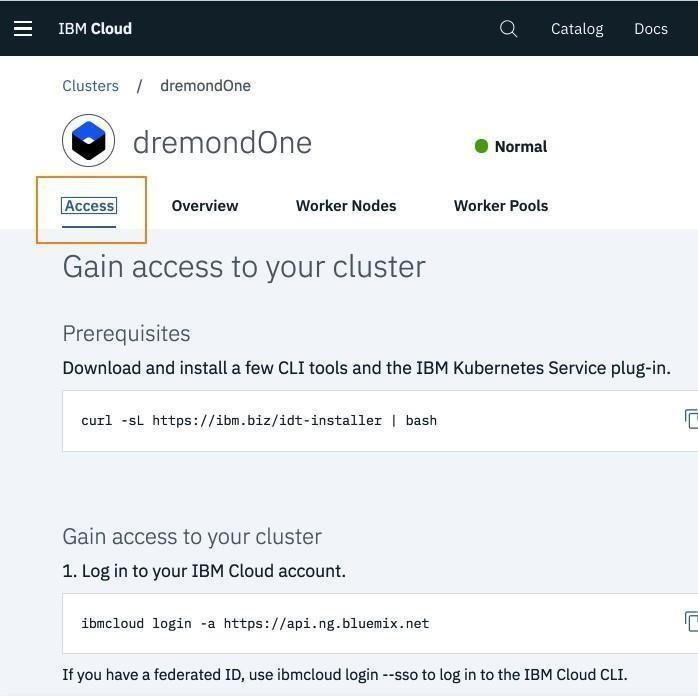 IBM Cloud
Catalog
Docs
Clusters / dremondOne
dremondOne
Normal
Access
Overview
Worker Nodes
Worker Pools
Gain access to your cluster
Prerequisites
Download and install a few CLI tools and the IBM Kubernetes Service plug-in.
curl -sL https://ibm.biz/idt-installer | bash
Gain access to your cluster
1. Log in to your IBM Cloud account.
ibmcloud login -a https://api.ng.bluemix.net
If you have a federated ID, use ibmcloud login --sso to log in to the IBM Cloud CLI.